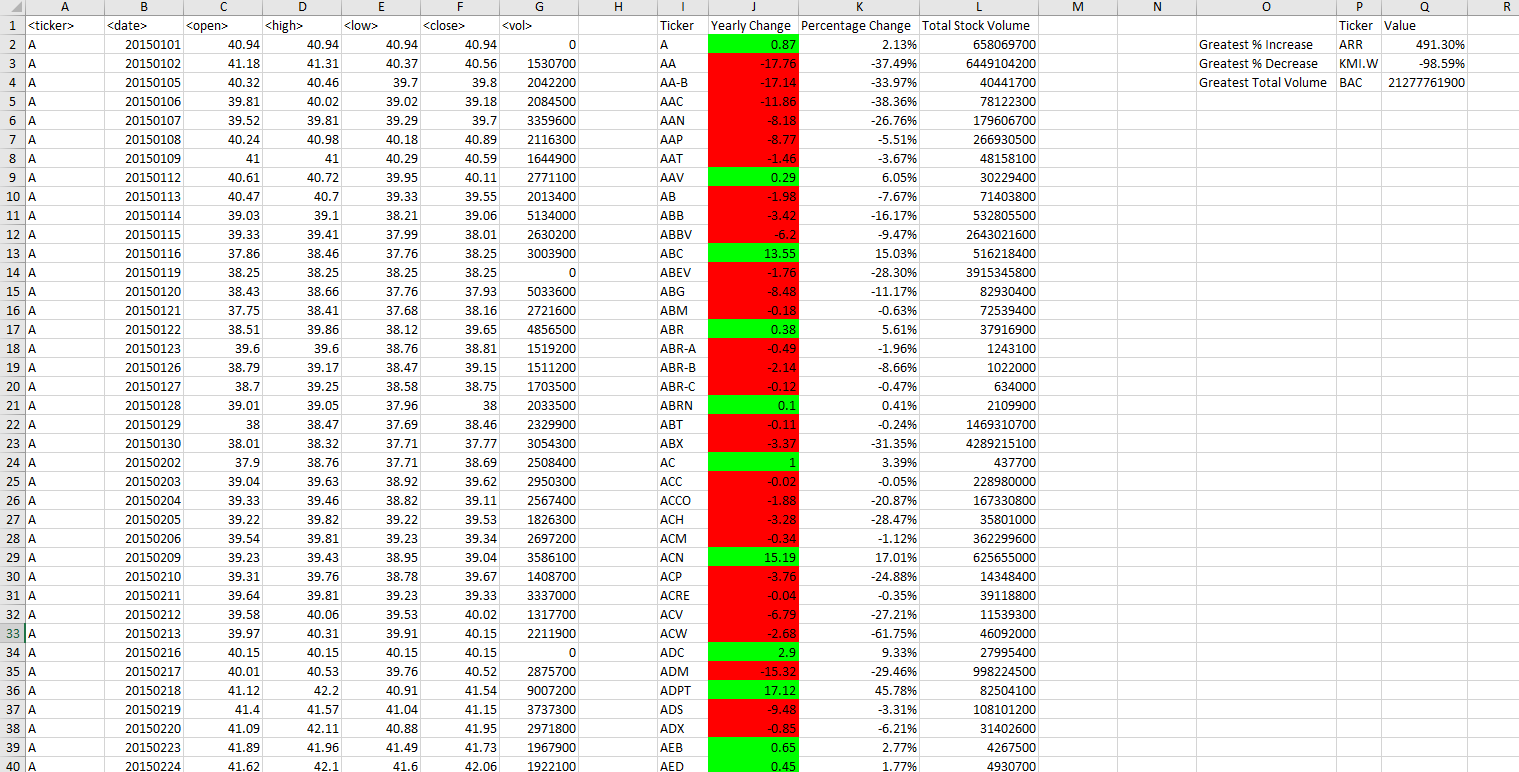 A B C D E F G H I J K L M N O P Q R
1 <ticker> <date> <open> <high> <low> <close> <vol> Ticker Yearly Change Percentage Change Total Stock Volume Ticker Value
2 A 20150101 40.94 40.94 40.94 40.94 0 A 0.87 2.13% 658069700 Greatest % Increase ARR 491.30%
3 A 20150102 41.18 41.31 40.37 40.56 1530700 AA -17.76 -37.49% 6449104200 Greatest % Decrease KMI.W -98.59%
4 A 20150105 40.32 40.46 39.7 39.8 2042200 AA-B -17.14 -33.97% 40441700 Greatest Total Volume BAC 21277761900
5 A 20150106 39.81 40.02 39.02 39.18 2084500 AAC -11.86 -38.36% 78122300
6 A 20150107 39.52 39.81 39.29 39.7 3359600 AAN -8.18 -26.76% 179606700
7 A 20150108 40.24 40.98 40.18 40.89 2116300 AAP -8.77 -5.51% 266930500
8 A 20150109 41 41 40.29 40.59 1644900 AAT -1.46 -3.67% 48158100
9 A 20150112 40.61 40.72 39.95 40.11 2771100 AAV 0.29 6.05% 30229400
10 A 20150113 40.47 40.7 39.33 39.55 2013400 AB -1.98 -7.67% 71403800
11 A 20150114 39.03 39.1 38.21 39.06 5134000 ABB -3.42 -16.17% 532805500
12 A 20150115 39.33 39.41 37.99 38.01 2630200 ABBV -6.2 -9.47% 2643021600
13 A 20150116 37.86 38.46 37.76 38.25 3003900 ABC 13.55 15.03% 516218400
14 A 20150119 38.25 38.25 38.25 38.25 0 ABEV -1.76 -28.30% 3915345800
15 A 20150120 38.43 38.66 37.76 37.93 5033600 ABG -8.48 -11.17% 82930400
16 A 20150121 37.75 38.41 37.68 38.16 2721600 ABM -0.18 -0.63% 72539400
17 A 20150122 38.51 39.86 38.12 39.65 4856500 ABR 0.38 5.61% 37916900
18 A 20150123 39.6 39.6 38.76 38.81 1519200 ABR-A -0.49 -1.96% 1243100
19 A 20150126 38.79 39.17 38.47 39.15 1511200 ABR-B -2.14 -8.66% 1022000
20 A 20150127 38.7 39.25 38.58 38.75 1703500 ABR-C -0.12 -0.47% 634000
21 A 20150128 39.01 39.05 37.96 38 2033500 ABRN 0.1 0.41% 2109900
22 A 20150129 38 38.47 37.69 38.46 2329900 ABT -0.11 -0.24% 1469310700
23 A 20150130 38.01 38.32 37.71 37.77 3054300 ABX -3.37 -31.35% 4289215100
24 A 20150202 37.9 38.76 37.71 38.69 2508400 AC 1 3.39% 437700
25 A 20150203 39.04 39.63 38.92 39.62 2950300 ACC -0.02 -0.05% 228980000
26 A 20150204 39.33 39.46 38.82 39.11 2567400 ACCO -1.88 -20.87% 167330800
27 A 20150205 39.22 39.82 39.22 39.53 1826300 ACH -3.28 -28.47% 35801000
28 A 20150206 39.54 39.81 39.23 39.34 2697200 ACM -0.34 -1.12% 362299600
29 A 20150209 39.23 39.43 38.95 39.04 3586100 ACN 15.19 17.01% 625655000
30 A 20150210 39.31 39.76 38.78 39.67 1408700 ACP -3.76 -24.88% 14348400
31 A 20150211 39.64 39.81 39.23 39.33 3337000 ACRE -0.04 -0.35% 39118800
32 A 20150212 39.58 40.06 39.53 40.02 1317700 ACV -6.79 -27.21% 11539300
33 A 20150213 39.97 40.31 39.91 40.15 2211900 ACW -2.68 -61.75% 46092000
34 A 20150216 40.15 40.15 40.15 40.15 0 ADC 2.9 9.33% 27995400
35 A 20150217 40.01 40.53 39.76 40.52 2875700 ADM -15.32 -29.46% 998224500
36 A 20150218 41.12 42.2 40.91 41.54 9007200 ADPT 17.12 45.78% 82504100
37 A 20150219 41.4 41.57 41.04 41.15 3737300 ADS -9.48 -3.31% 108101200
38 A 20150220 41.09 42.11 40.88 41.95 2971800 ADX -0.85 -6.21% 31402600
39 A 20150223 41.89 41.96 41.49 41.73 1967900 AEB 0.65 2.77% 4267500
40 A 20150224 41.62 42.1 41.6 42.06 1922100 AED 0.45 1.77% 4930700